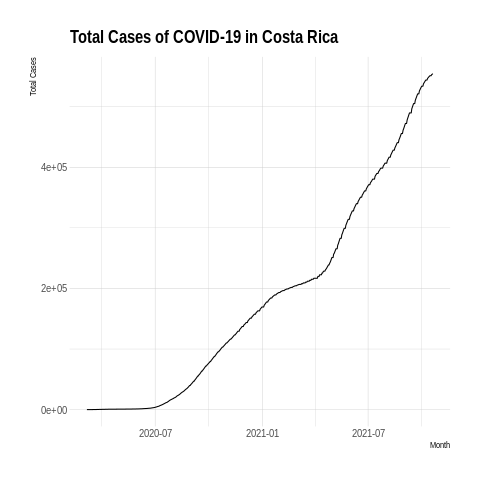 Total Cases of COVID-19 in Costa Rica
Total Cases
4e+05
2e+05
0e+00
2020-07 2021-01 2021-07
Month